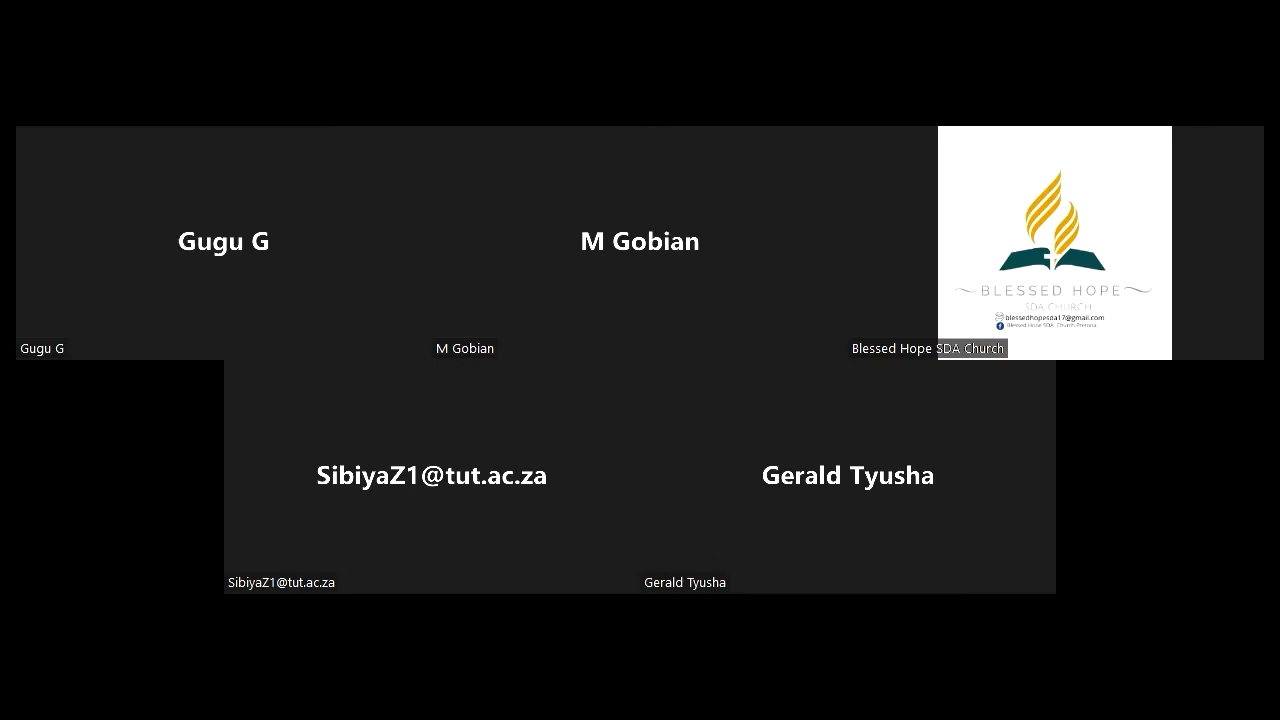 Gugu G
M Gobian
BLESSED HOPE
SDA CHURCH
blessedhopesda17@gmail.com
Blessed Hope SDA Church Pretoria
Gugu G
M Gobian
Blessed Hope SDA Church
SibiyaZ1@tut.ac.za
Gerald Tyusha
SibiyaZ1@tut.ac.za
Gerald Tyusha